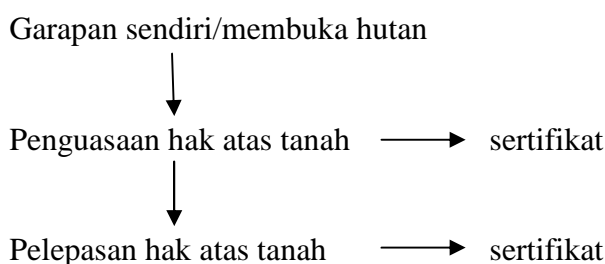 Garapan sendiri/membuka hutan
Penguasaan hak atas tanah sertifikat
Pelepasan hak atas tanah sertifikat